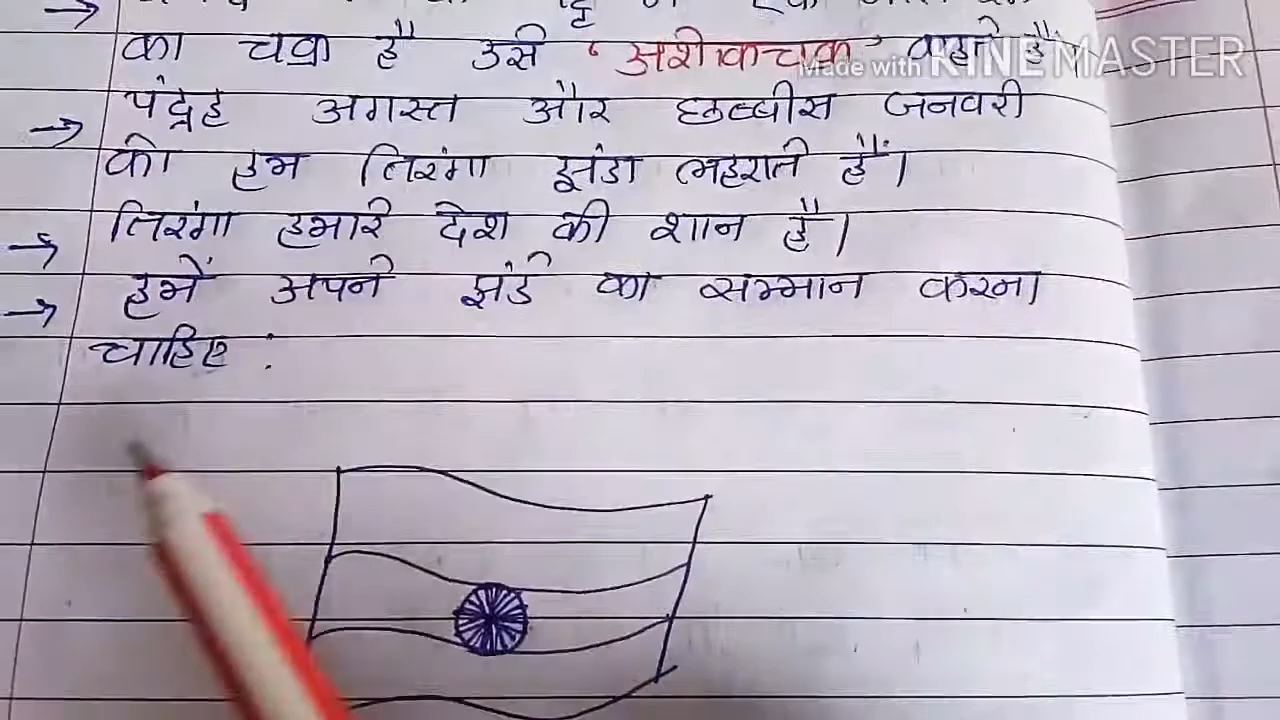 का चक्र है उसे 'अशोकचक्र' कहते हैं।
Made with KINEMASTER
पंद्रह अगस्त और छब्बीस जनवरी
को हम तिरंगा झंडा लहराते हैं।
तिरंगा हमारे देश की शान है।
हमें अपने झंडे का सम्मान करना
चाहिए :